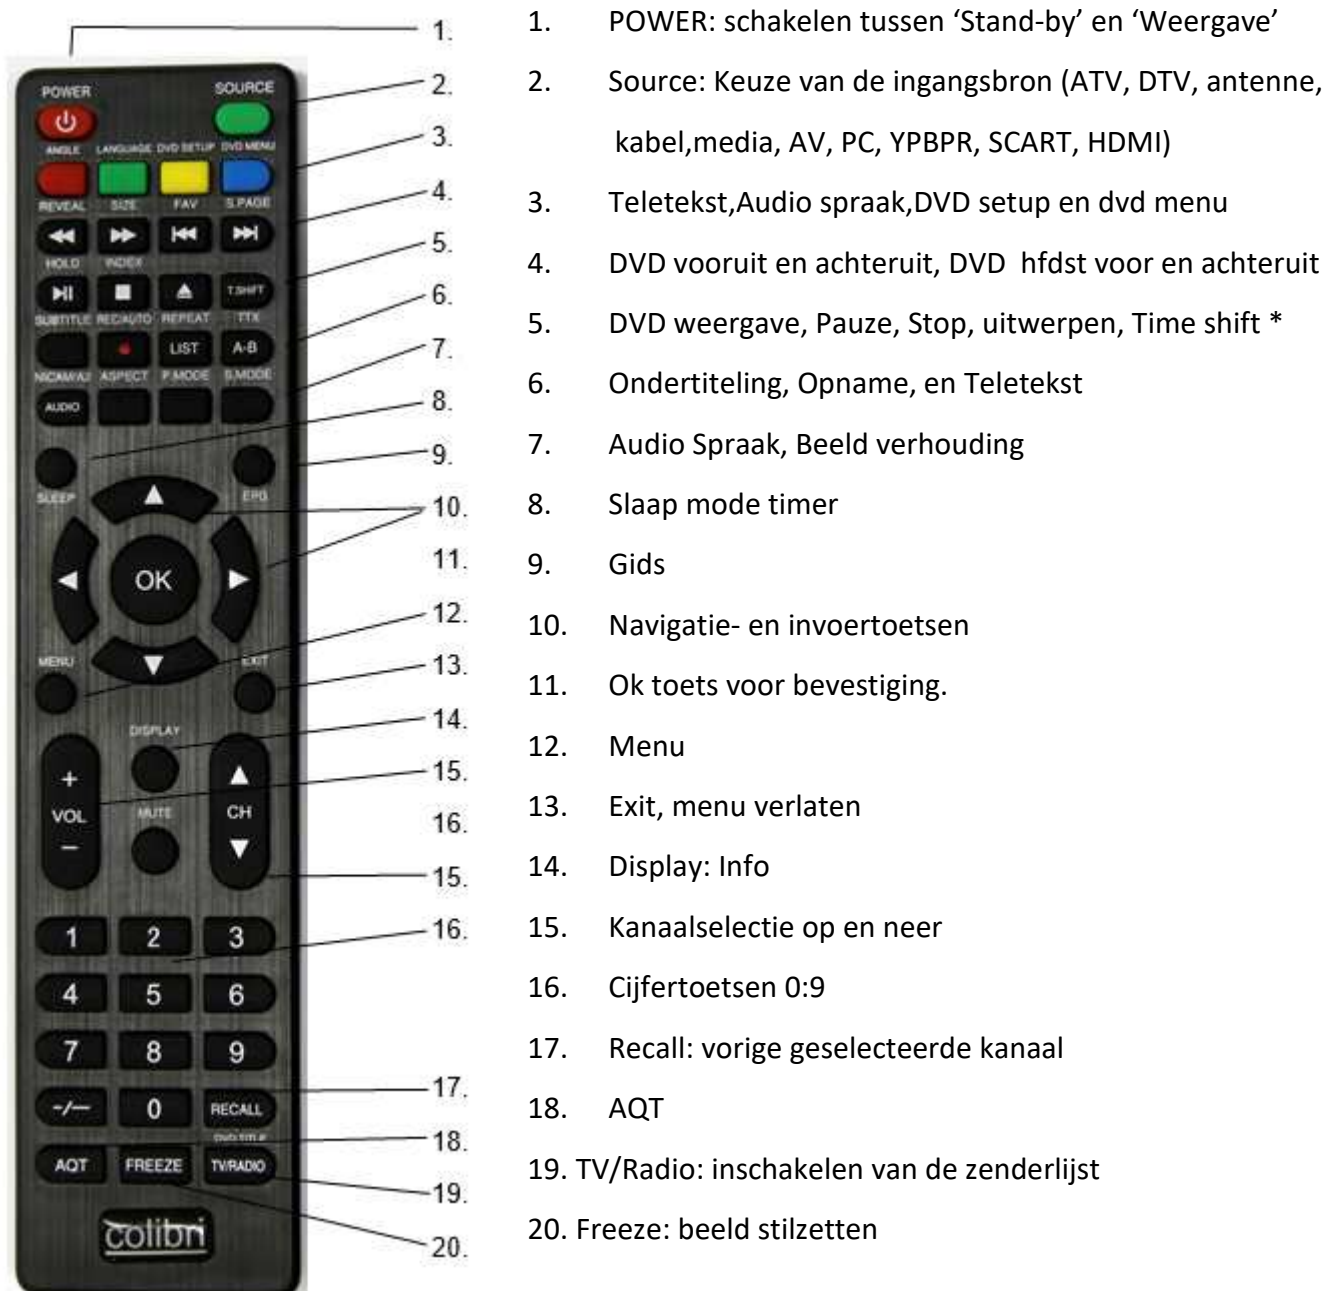 POWER
SOURCE
ANGLE LANGUAGE DVD SETUP DVD MENU
REVEAL SIZE FAV S.PAGE
HOLD INDEX
T.SHIFT
SUBTITLE REC/AUTO REPEAT TTX
LIST A-B
NICAM/A2 ASPECT P.MODE S.MODE
AUDIO
SLEEP EPG
OK
MENU EXIT
DISPLAY
+
VOL
−
MUTE
CH
1 2 3
4 5 6
7 8 9
-/-- 0 RECALL
DVD TITLE
AQT FREEZE TV/RADIO
colibri
1.
2.
3.
4.
5.
6.
7.
8.
9.
10.
11.
12.
13.
14.
15.
16.
15.
16.
17.
18.
19.
20.
1. POWER: schakelen tussen ‘Stand-by’ en ‘Weergave’
2. Source: Keuze van de ingangsbron (ATV, DTV, antenne,
kabel,media, AV, PC, YPBPR, SCART, HDMI)
3. Teletekst,Audio spraak,DVD setup en dvd menu
4. DVD vooruit en achteruit, DVD hfdst voor en achteruit
5. DVD weergave, Pauze, Stop, uitwerpen, Time shift *
6. Ondertiteling, Opname, en Teletekst
7. Audio Spraak, Beeld verhouding
8. Slaap mode timer
9. Gids
10. Navigatie- en invoertoetsen
11. Ok toets voor bevestiging.
12. Menu
13. Exit, menu verlaten
14. Display: Info
15. Kanaalselectie op en neer
16. Cijfertoetsen 0:9
17. Recall: vorige geselecteerde kanaal
18. AQT
19. TV/Radio: inschakelen van de zenderlijst
20. Freeze: beeld stilzetten